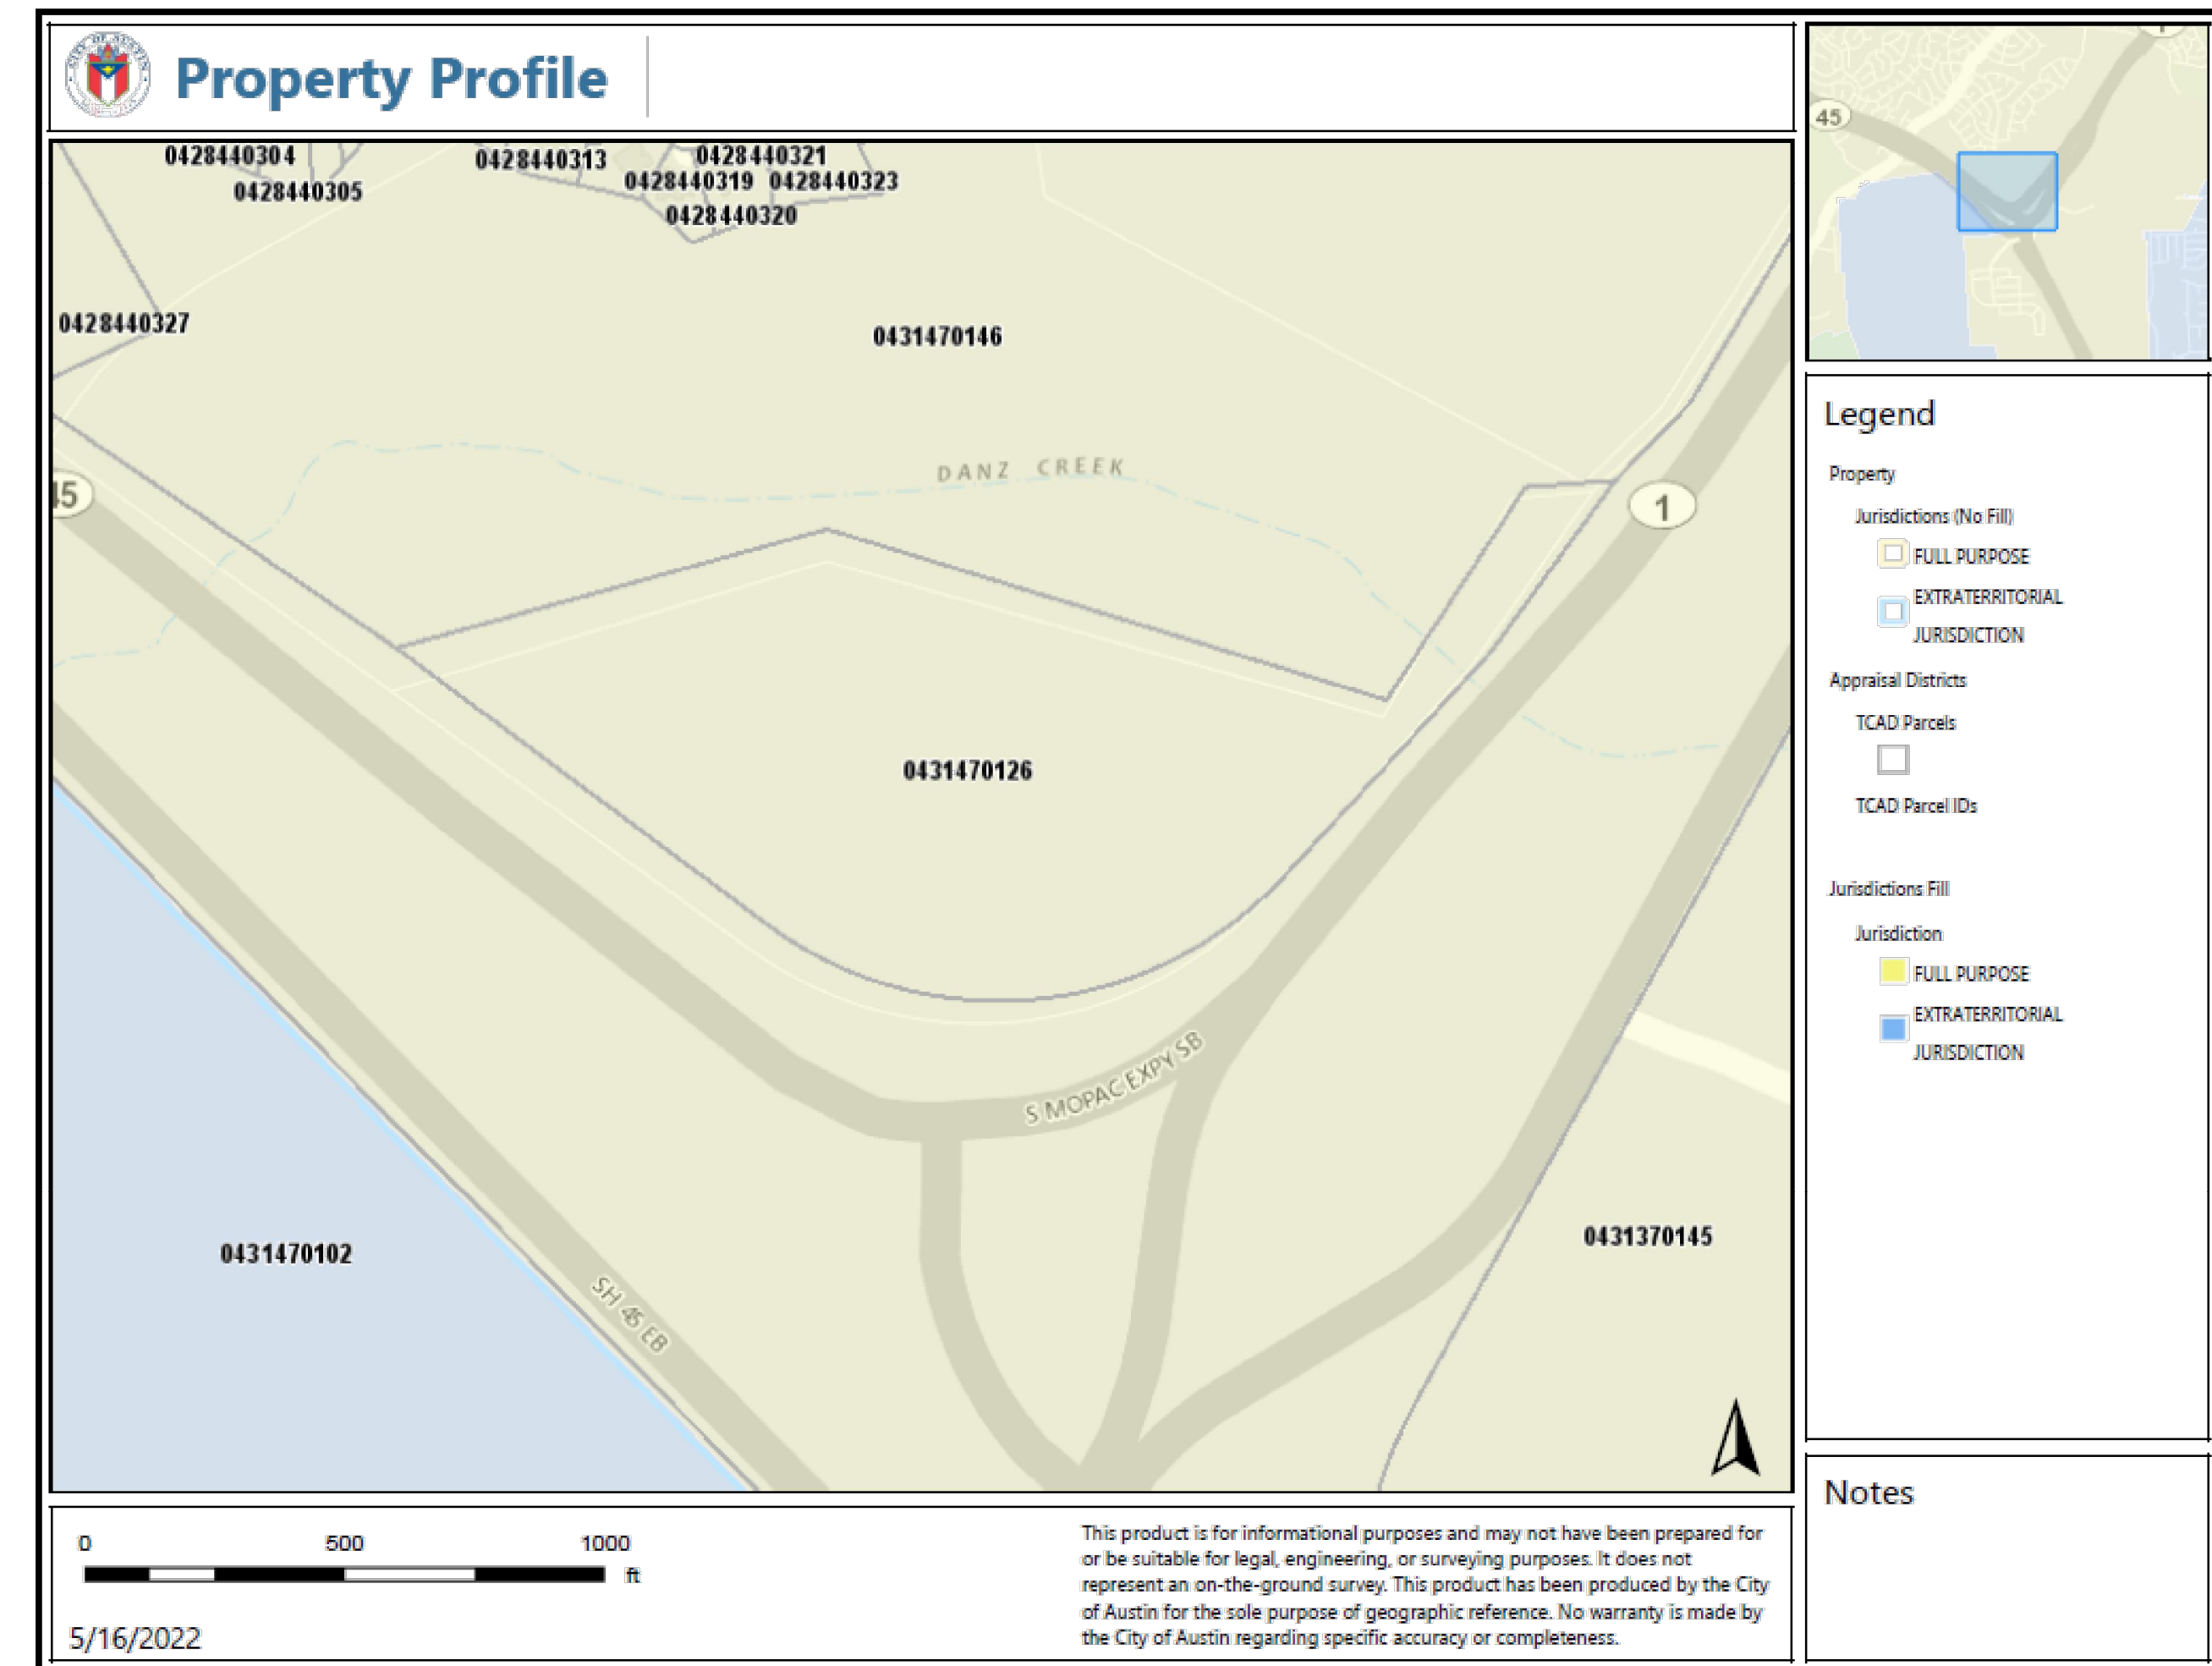 Property Profile
0428440304
0428440313
0428440321
0428440305
0428440319 0428440323
0428440320
0428440327
0431470146
DANZ CREEK
45
1
0431470126
S MOPAC EXPY SB
0431470102
0431370145
SH 45 EB
45
Legend
Property
Jurisdictions (No Fill)
FULL PURPOSE
EXTRATERRITORIAL
JURISDICTION
Appraisal Districts
TCAD Parcels
TCAD Parcel IDs
Jurisdictions Fill
Jurisdiction
FULL PURPOSE
EXTRATERRITORIAL
JURISDICTION
Notes
0 500 1000
ft
5/16/2022
This product is for informational purposes and may not have been prepared for
or be suitable for legal, engineering, or surveying purposes. It does not
represent an on-the-ground survey. This product has been produced by the City
of Austin for the sole purpose of geographic reference. No warranty is made by
the City of Austin regarding specific accuracy or completeness.